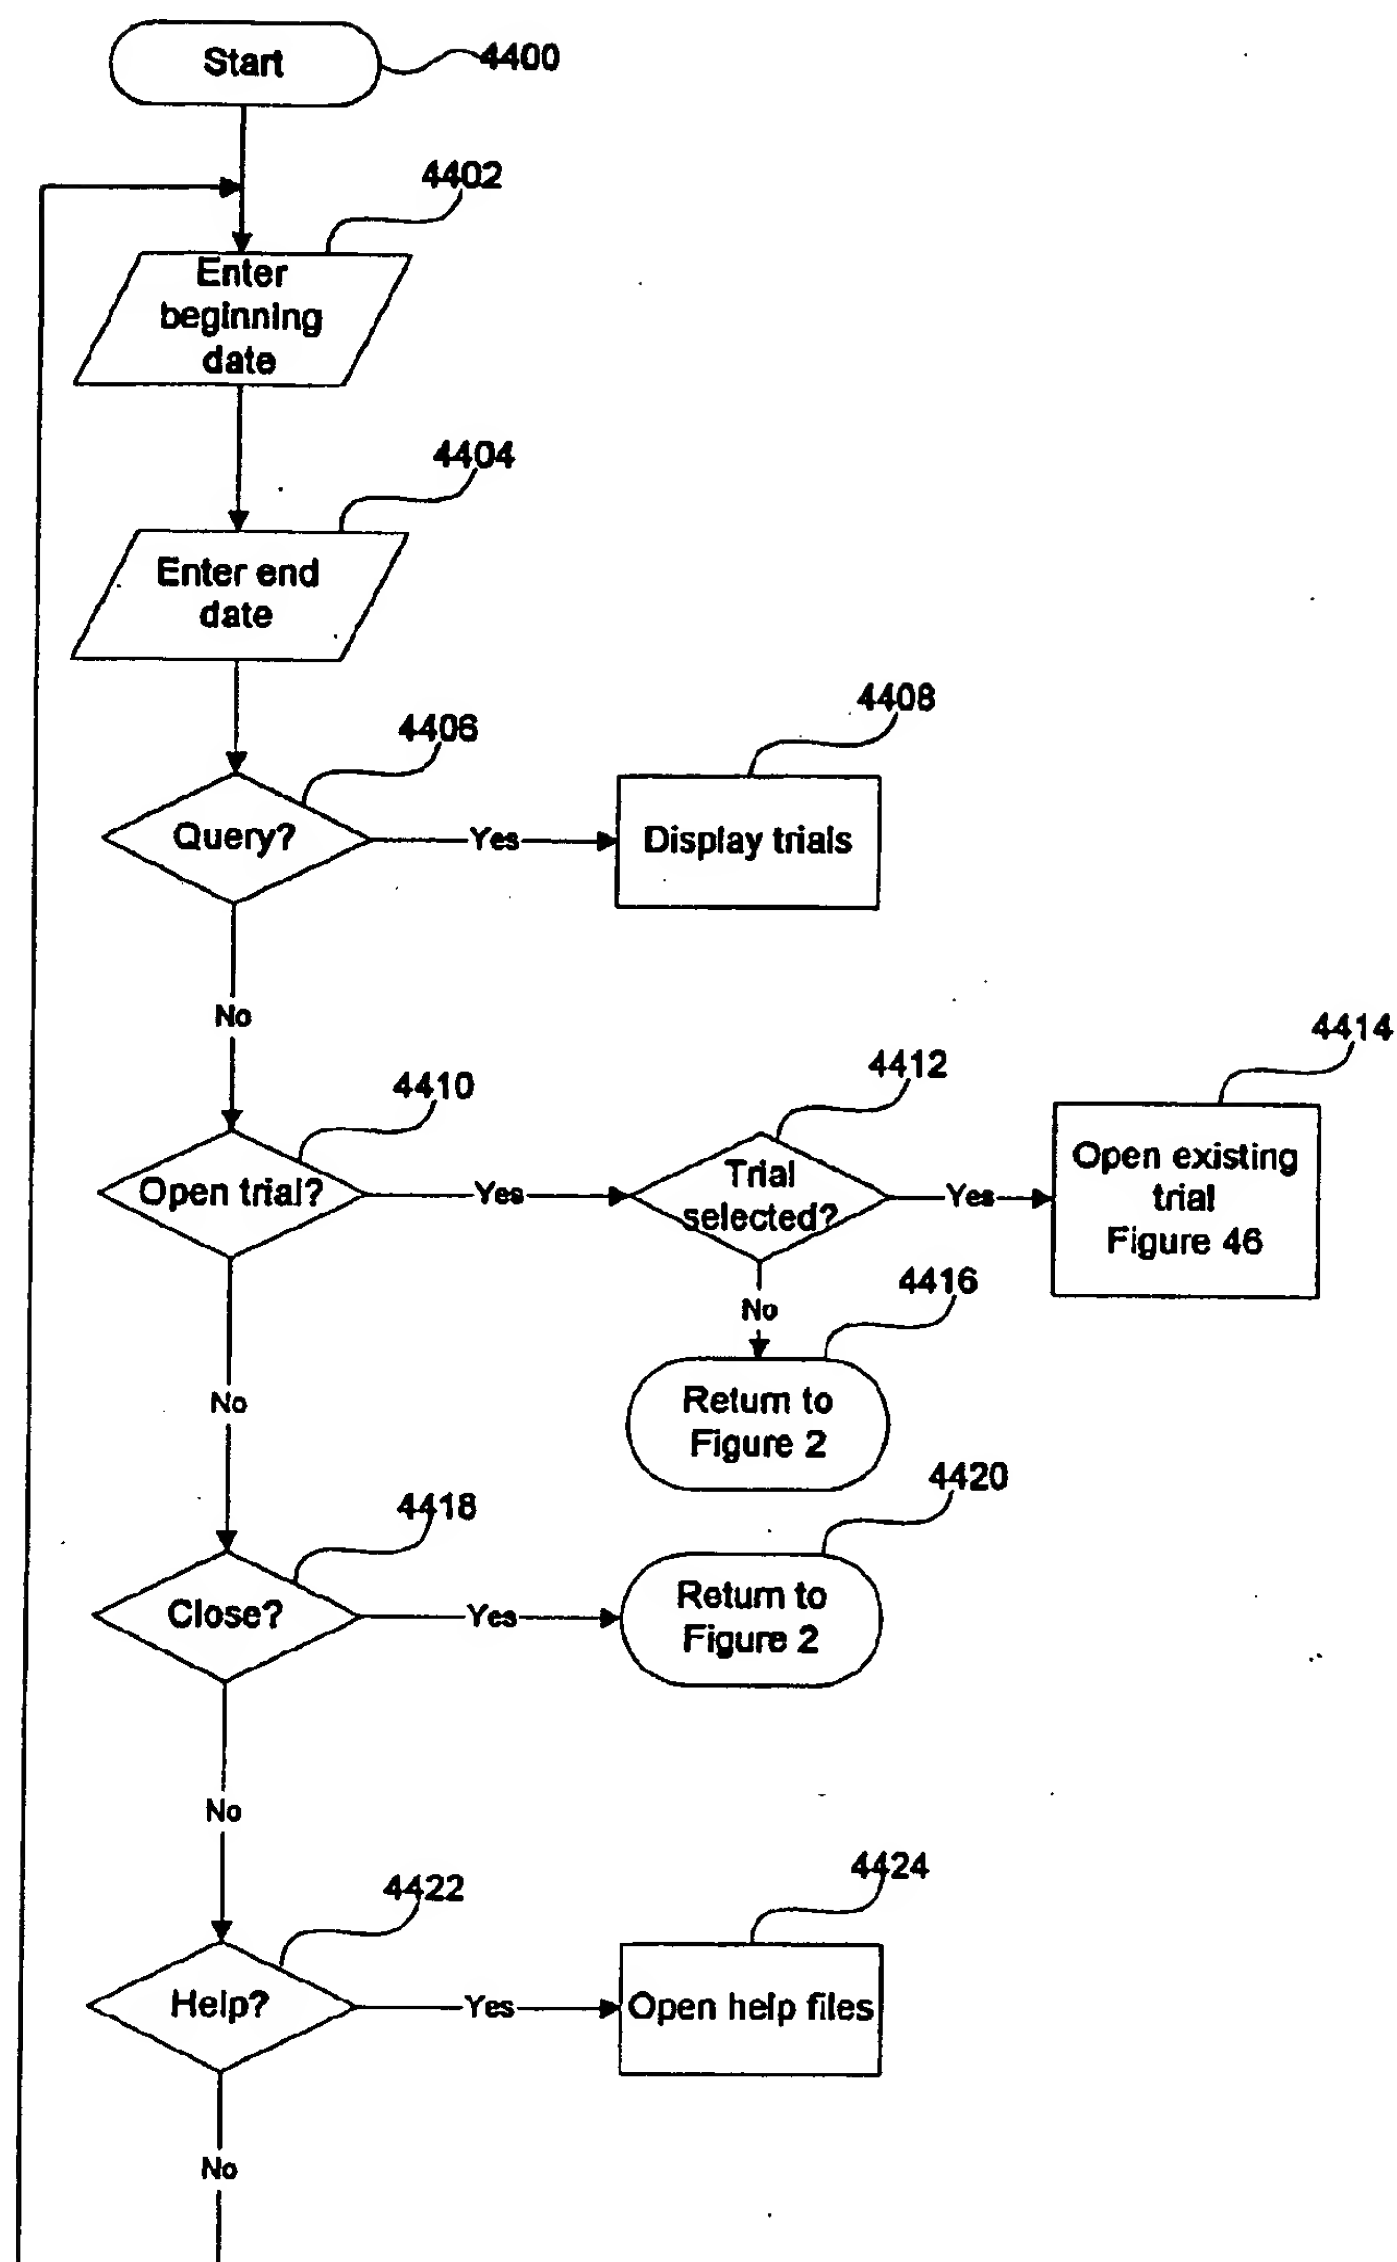 Start
4400
4402
Enter
beginning
date
4404
Enter end
date
4406
Query?
Yes
4408
Display trials
No
4410
Open trial?
Yes
4412
Trial
selected?
Yes
4414
Open existing
trial
Figure 46
No
4416
Return to
Figure 2
No
4418
Close?
Yes
4420
Return to
Figure 2
No
4422
Help?
Yes
4424
Open help files
No